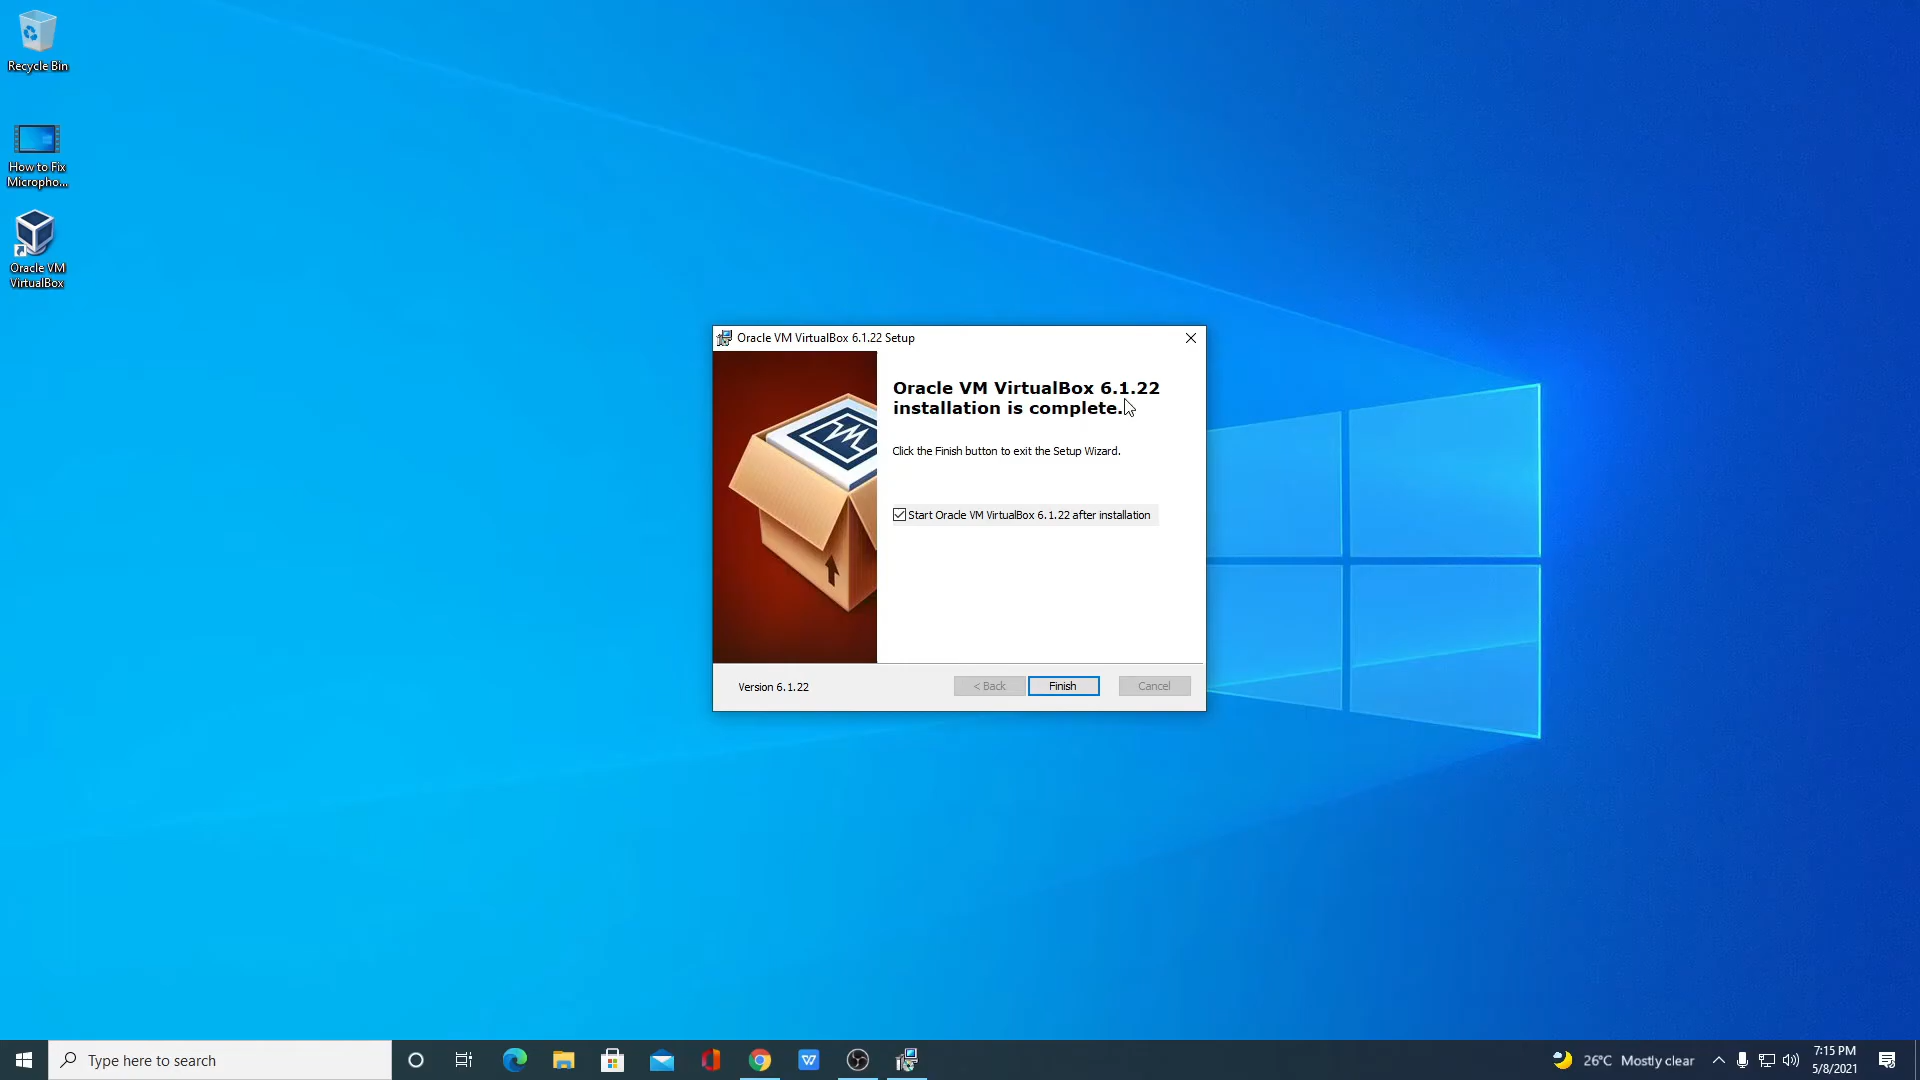 Recycle Bin
How to Fix
Micropho...
Oracle VM
VirtualBox
Oracle VM VirtualBox 6.1.22 Setup
Oracle VM VirtualBox 6.1.22
installation is complete.
Click the Finish button to exit the Setup Wizard.
Start Oracle VM VirtualBox 6.1.22 after installation
Version 6.1.22
< Back
Finish
Cancel
Type here to search
26°C Mostly clear
7:15 PM
5/8/2021